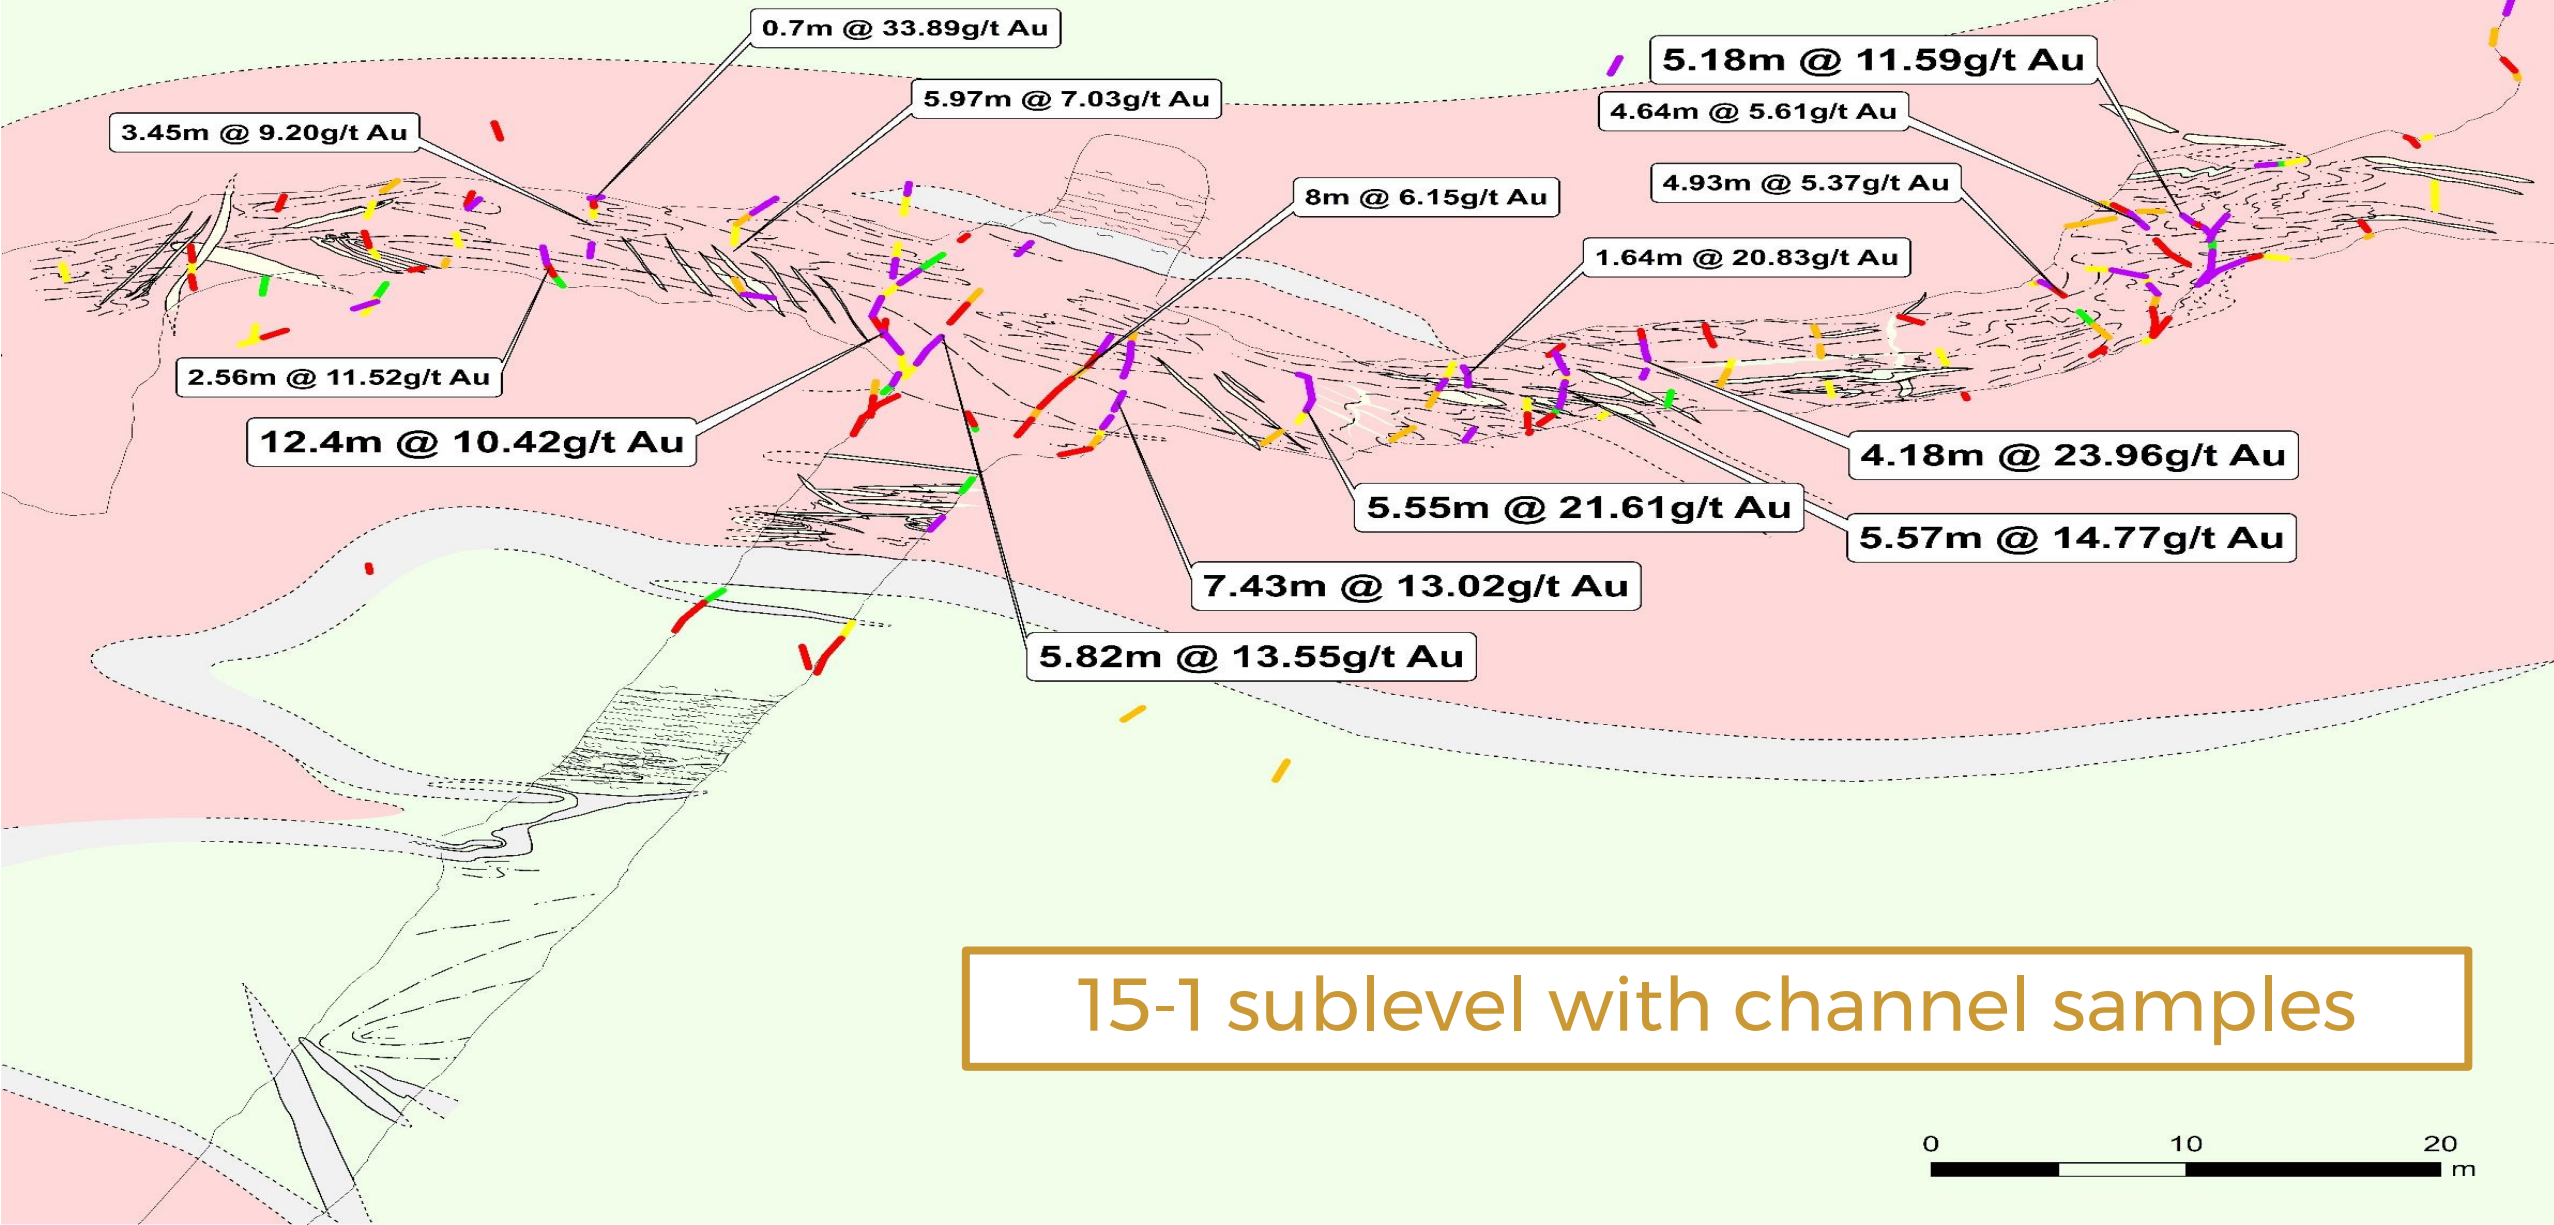 0.7m @ 33.89g/t Au
5.18m @ 11.59g/t Au
5.97m @ 7.03g/t Au
4.64m @ 5.61g/t Au
3.45m @ 9.20g/t Au
4.93m @ 5.37g/t Au
8m @ 6.15g/t Au
1.64m @ 20.83g/t Au
2.56m @ 11.52g/t Au
12.4m @ 10.42g/t Au
4.18m @ 23.96g/t Au
5.55m @ 21.61g/t Au
5.57m @ 14.77g/t Au
7.43m @ 13.02g/t Au
5.82m @ 13.55g/t Au
15-1 sublevel with channel samples
0 10 20
m